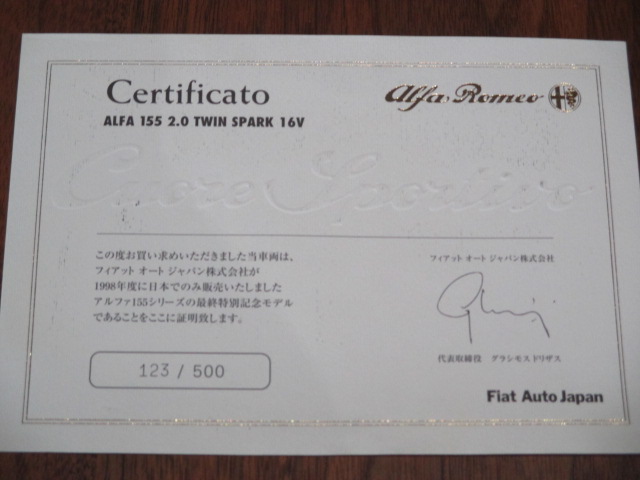 Certificato
Alfa Romeo
ALFA 155 2.0 TWIN SPARK 16V
Cuore Sportivo
この度お買い求めいただきました当車両は、
フィアット オート ジャパン株式会社が
1998年度に日本でのみ販売いたしました
アルファ155シリーズの最終特別記念モデル
であることをここに証明致します。
フィアット オート ジャパン株式会社
代表取締役 グラシモスドリザス
123 / 500
Fiat Auto Japan